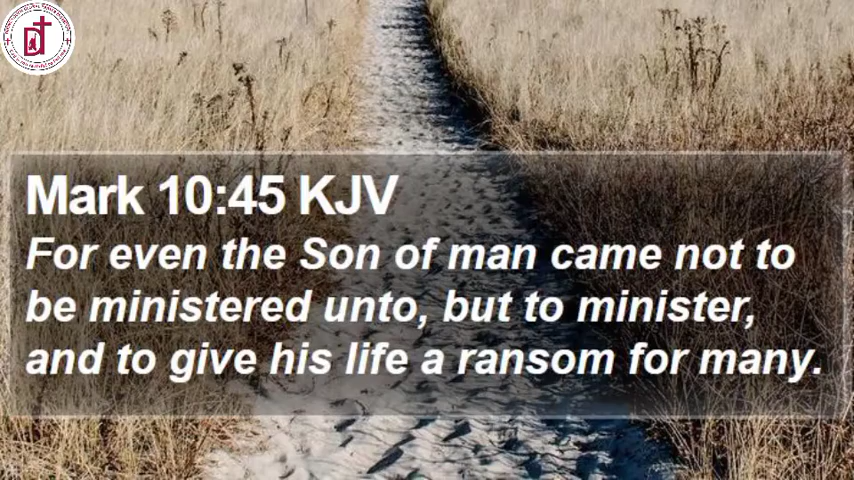 Mark 10:45 KJV
For even the Son of man came not to
be ministered unto, but to minister,
and to give his life a ransom for many.